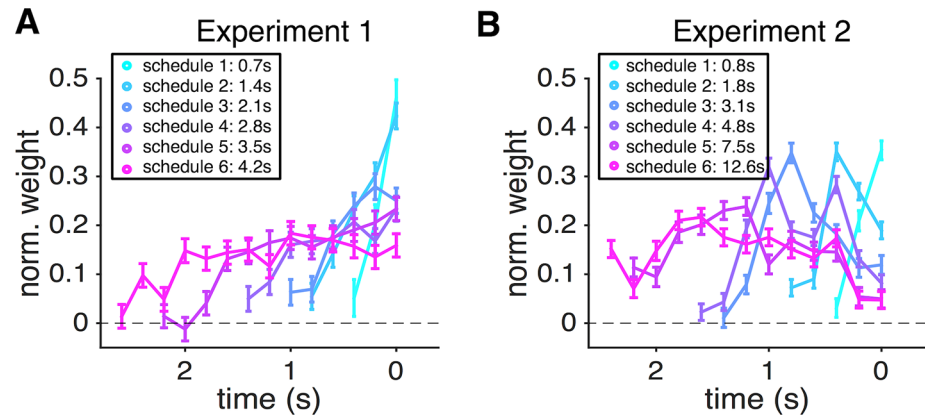 A
Experiment 1
schedule 1: 0.7s
schedule 2: 1.4s
schedule 3: 2.1s
schedule 4: 2.8s
schedule 5: 3.5s
schedule 6: 4.2s
norm. weight
0.5
0.4
0.3
0.2
0.1
0
2
1
0
time (s)
B
Experiment 2
schedule 1: 0.8s
schedule 2: 1.8s
schedule 3: 3.1s
schedule 4: 4.8s
schedule 5: 7.5s
schedule 6: 12.6s
norm. weight
0.5
0.4
0.3
0.2
0.1
0
2
1
0
time (s)